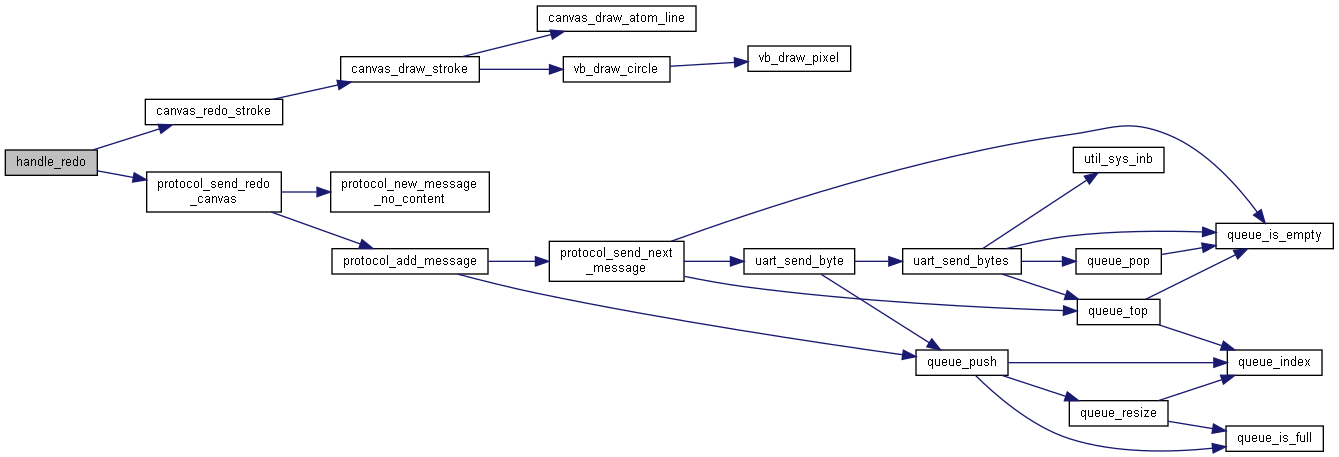 canvas_draw_atom_line
canvas_draw_stroke
vb_draw_circle
vb_draw_pixel
canvas_redo_stroke
handle_redo
protocol_send_redo
_canvas
protocol_new_message
_no_content
protocol_add_message
protocol_send_next
_message
uart_send_byte
uart_send_bytes
util_sys_inb
queue_is_empty
queue_pop
queue_top
queue_push
queue_index
queue_resize
queue_is_full